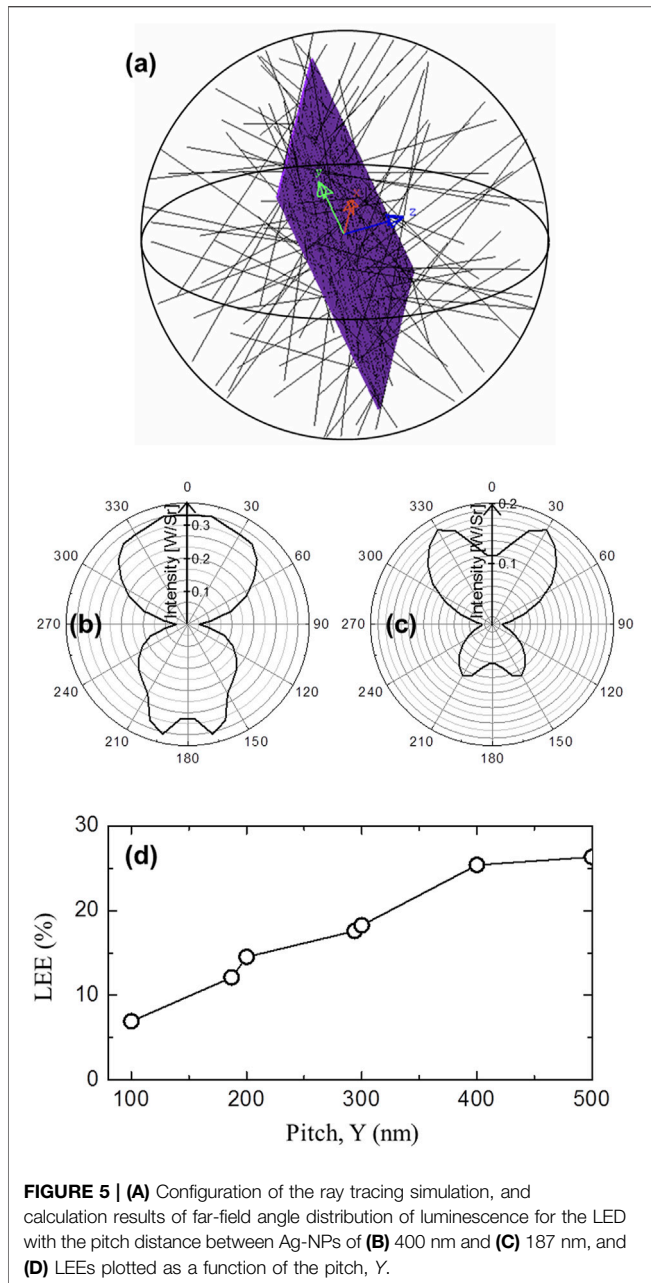 (a)
y
z
0
330
30
300
60
270
90
240
120
210
150
180
Intensity [W/Sr]
0.3
0.2
0.1
(b)
0
330
30
300
60
270
90
240
120
210
150
180
Intensity [W/Sr]
0.2
0.1
(c)
(d)
30
20
10
0
LEE (%)
100 200 300 400 500
Pitch, Y (nm)
FIGURE 5 | (A) Configuration of the ray tracing simulation, and
calculation results of far-field angle distribution of luminescence for the LED
with the pitch distance between Ag-NPs of (B) 400 nm and (C) 187 nm, and
(D) LEEs plotted as a function of the pitch, Y.